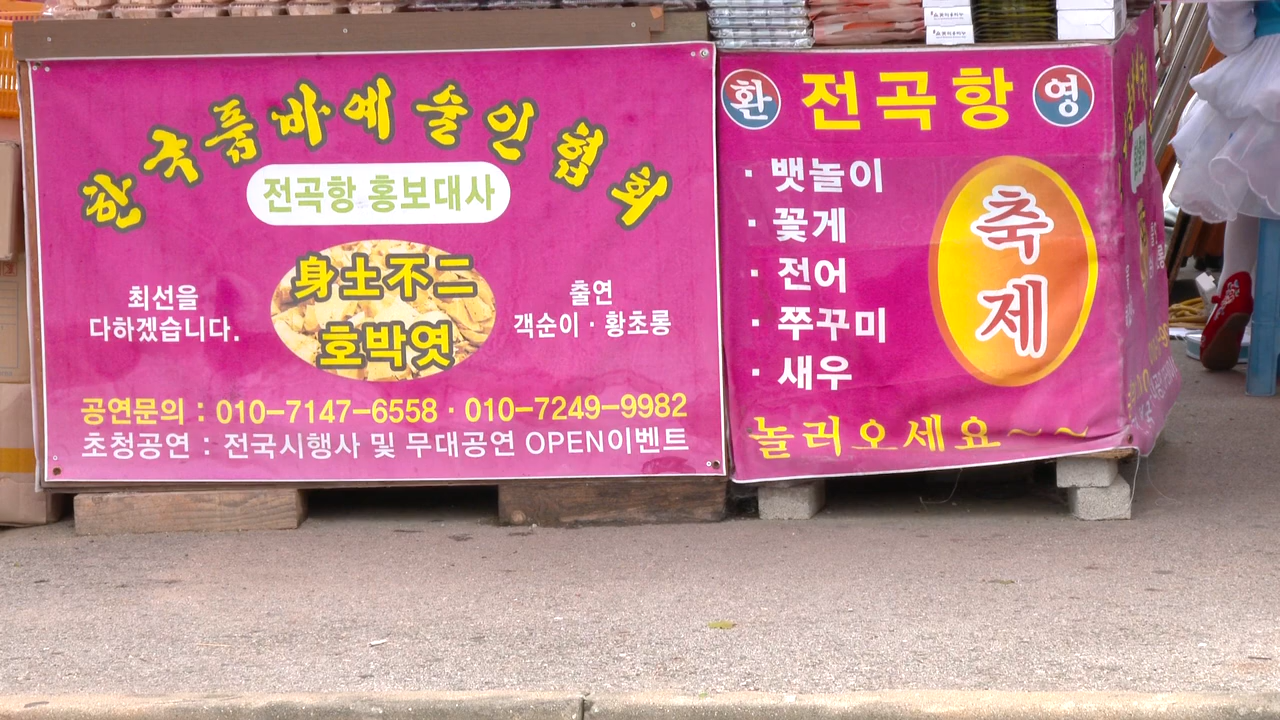 한국품바예술인협회
전곡항 홍보대사
身土不二
호박엿
최선을
다하겠습니다.
출연
객순이 · 황초롱
공연문의 : 010-7147-6558 · 010-7249-9982
초청공연 : 전국시행사 및 무대공연 OPEN이벤트
환 전곡항 영
· 뱃놀이
· 꽃게
· 전어
· 쭈꾸미
· 새우
축제
놀러오세요~~